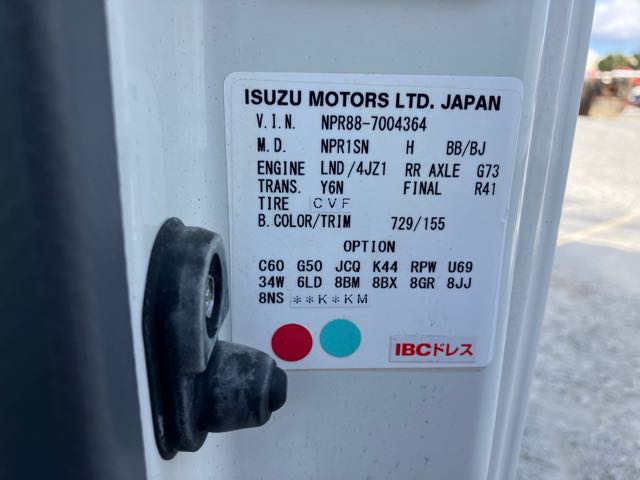 ISUZU MOTORS LTD. JAPAN
V.I.N. NPR88-7004364
M.D. NPR1SN H BB/BJ
ENGINE LND/4JZ1 RR AXLE G73
TRANS. Y6N FINAL R41
TIRE CVF
B.COLOR/TRIM 729/155
OPTION
C60 G50 JCQ K44 RPW U69
34W 6LD 8BM 8BX 8GR 8JJ
8NS **K*KM
IBCドレス